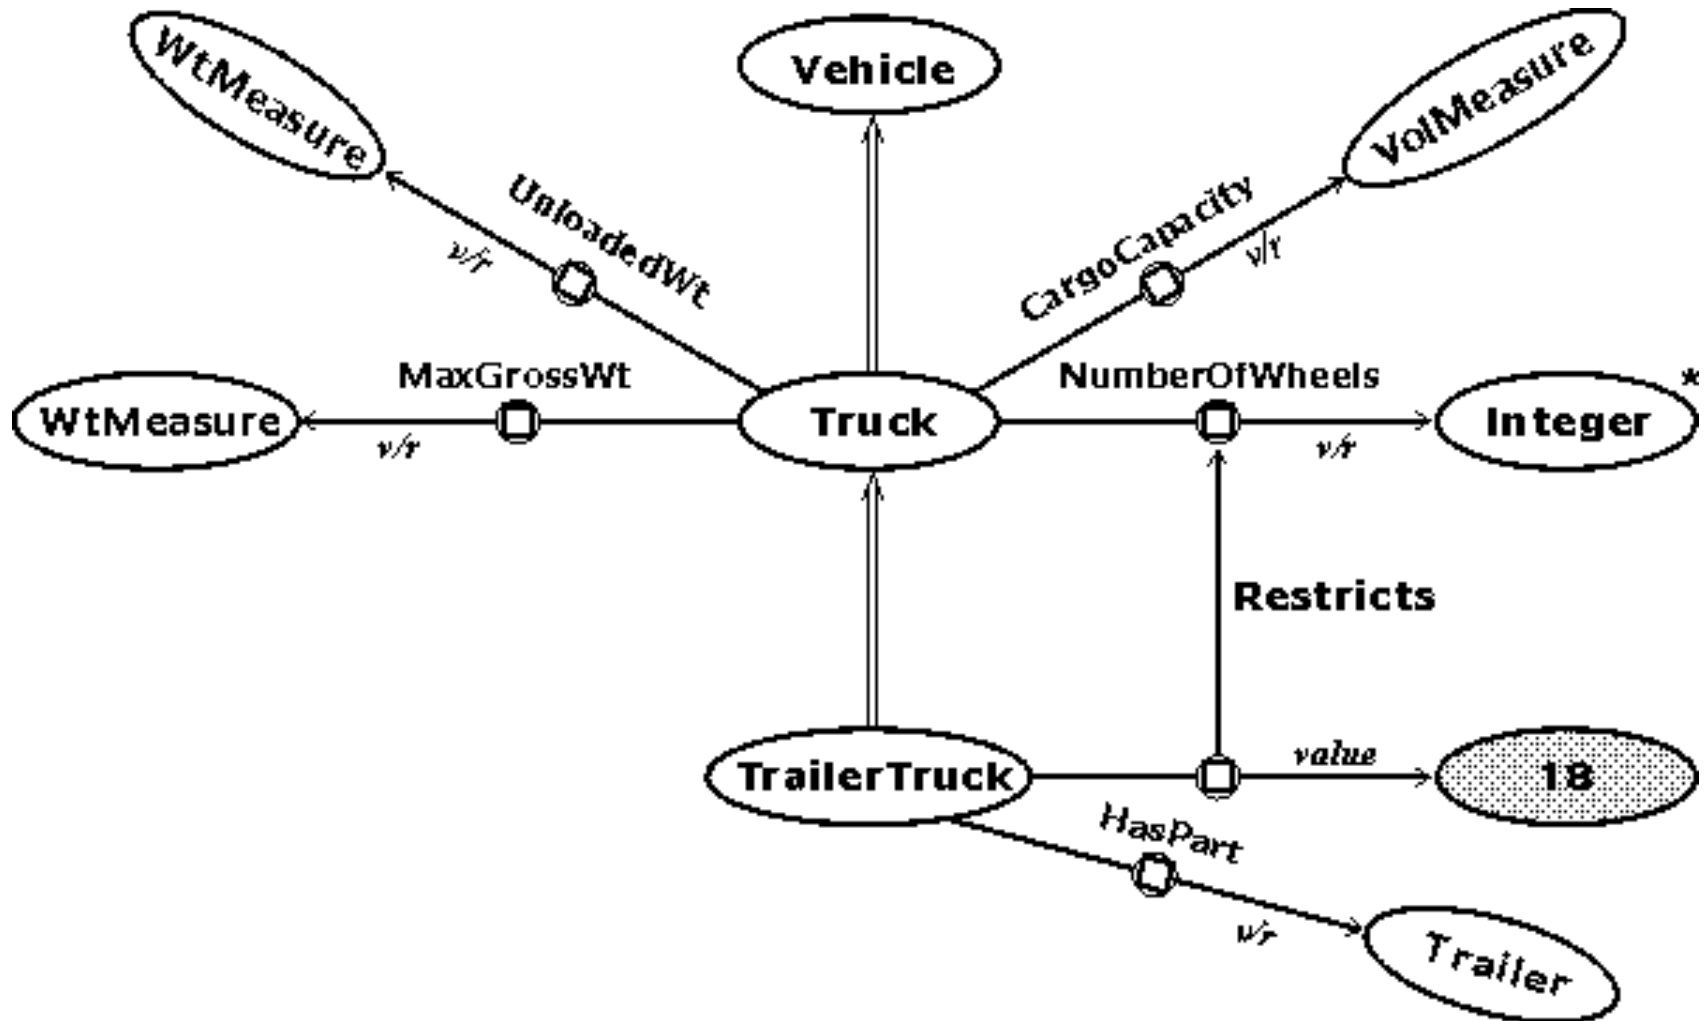 WtMeasure
Vehicle
VolMeasure
UnloadedWt
v/r
CargoCapacity
v/r
MaxGrossWt
NumberOfWheels
*
WtMeasure
v/r
Truck
v/r
Integer
Restricts
TrailerTruck
value
18
HasPart
v/r
Trailer